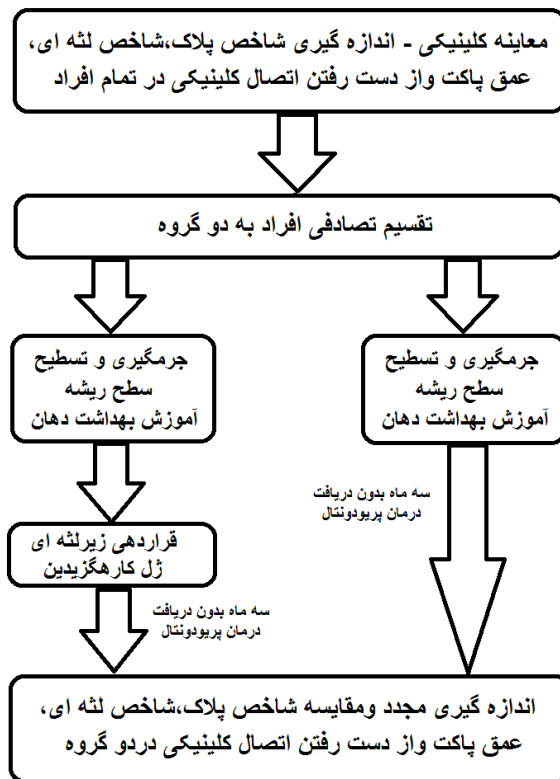 معاینه کلینیکی - اندازه گیری شاخص پلاک،شاخص لثه ای،
عمق پاکت واز دست رفتن اتصال کلینیکی در تمام افراد
تقسیم تصادفی افراد به دو گروه
جرمگیری و تسطیح
سطح ریشه
آموزش بهداشت دهان
جرمگیری و تسطیح
سطح ریشه
آموزش بهداشت دهان
سه ماه بدون دریافت
درمان پریودونتال
قراردهی زیرلثه ای
ژل کارهگزیدین
سه ماه بدون دریافت
درمان پریودونتال
اندازه گیری مجدد ومقایسه شاخص پلاک،شاخص لثه ای،
عمق پاکت واز دست رفتن اتصال کلینیکی دردو گروه